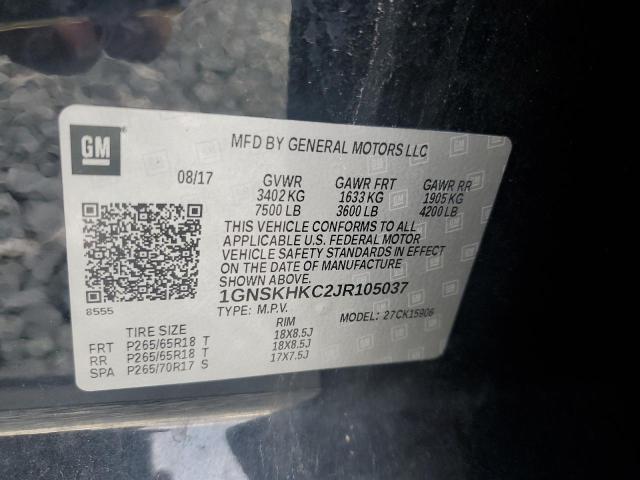 GM
MFD BY GENERAL MOTORS LLC
08/17 GVWR GAWR FRT GAWR RR
3402 KG 1633 KG 1905 KG
7500 LB 3600 LB 4200 LB
THIS VEHICLE CONFORMS TO ALL
APPLICABLE U.S. FEDERAL MOTOR
VEHICLE SAFETY STANDARDS IN
EFFECT ON THE DATE OF MANUFACTURE
SHOWN ABOVE.
1GNSKHKC2JR105037
8555 TYPE: M.P.V. MODEL: 27CK15906
TIRE SIZE RIM
FRT P265/65R18 T 18X8.5J
RR P265/65R18 T 18X8.5J
SPA P265/70R17 S 17X7.5J